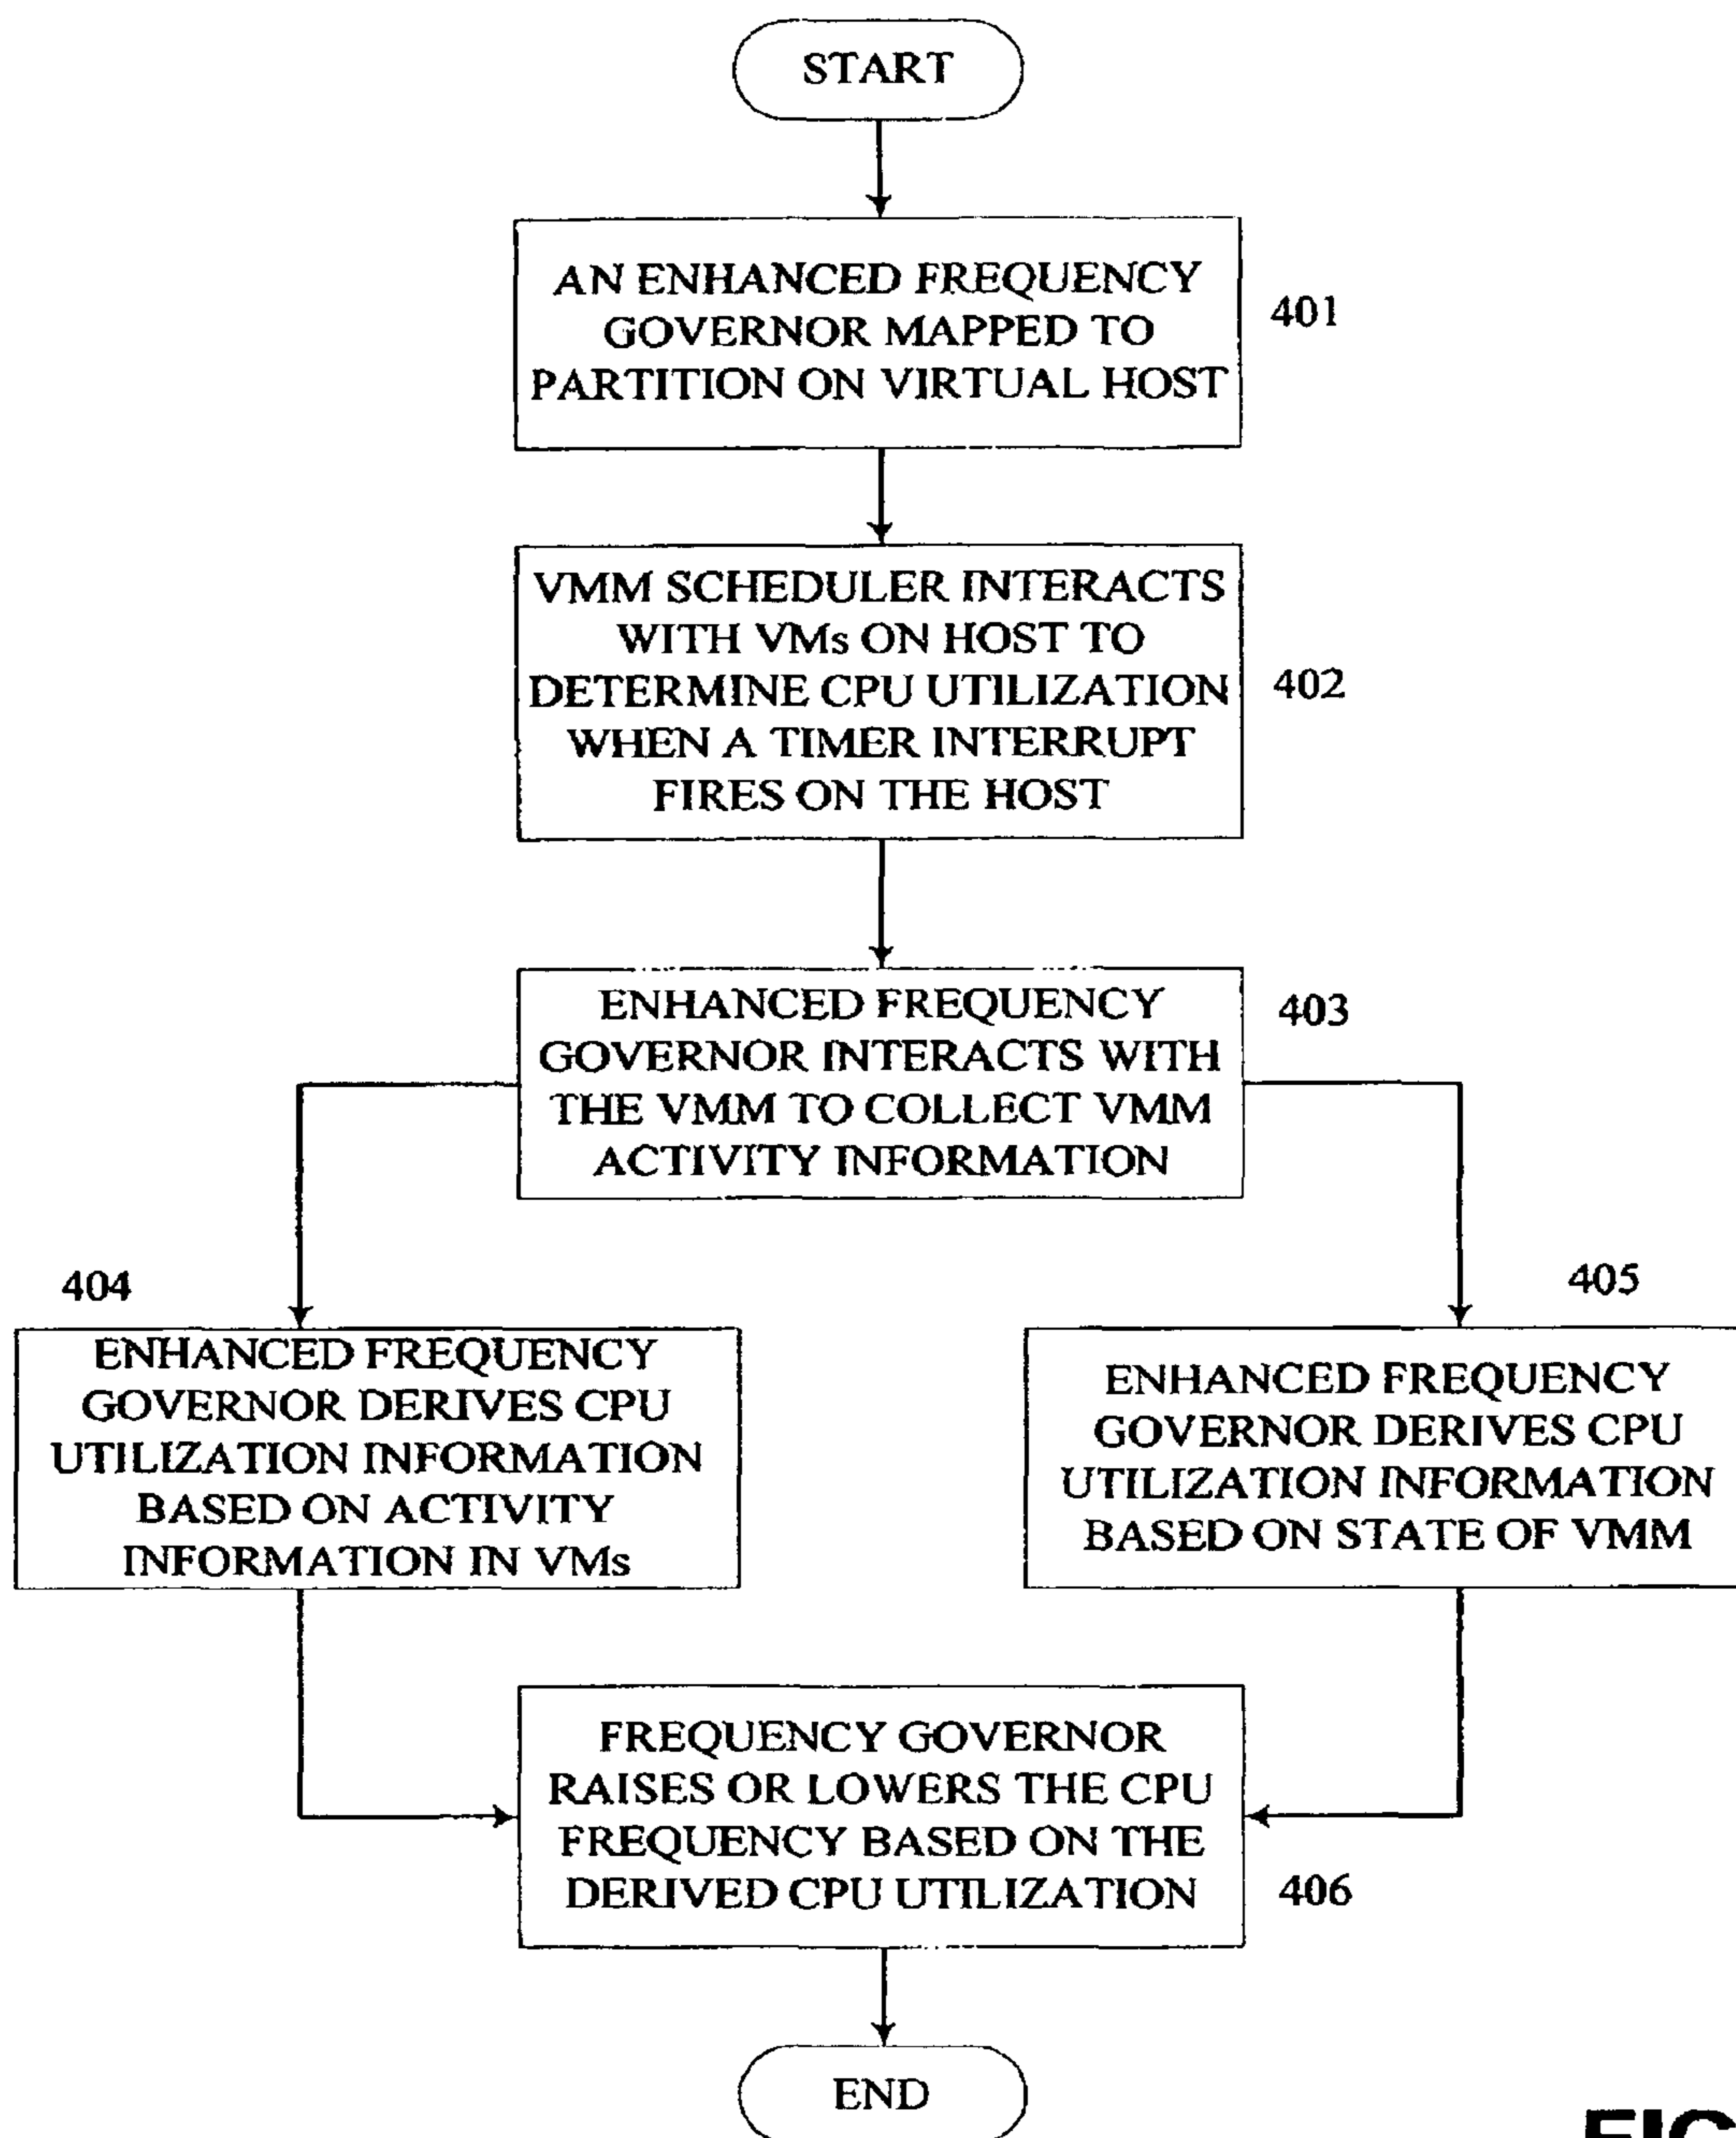 START
AN ENHANCED FREQUENCY
GOVERNOR MAPPED TO
PARTITION ON VIRTUAL HOST
401
VMM SCHEDULER INTERACTS
WITH VMs ON HOST TO
DETERMINE CPU UTILIZATION
WHEN A TIMER INTERRUPT
FIRES ON THE HOST
402
ENHANCED FREQUENCY
GOVERNOR INTERACTS WITH
THE VMM TO COLLECT VMM
ACTIVITY INFORMATION
403
404
ENHANCED FREQUENCY
GOVERNOR DERIVES CPU
UTILIZATION INFORMATION
BASED ON ACTIVITY
INFORMATION IN VMs
405
ENHANCED FREQUENCY
GOVERNOR DERIVES CPU
UTILIZATION INFORMATION
BASED ON STATE OF VMM
FREQUENCY GOVERNOR
RAISES OR LOWERS THE CPU
FREQUENCY BASED ON THE
DERIVED CPU UTILIZATION
406
END